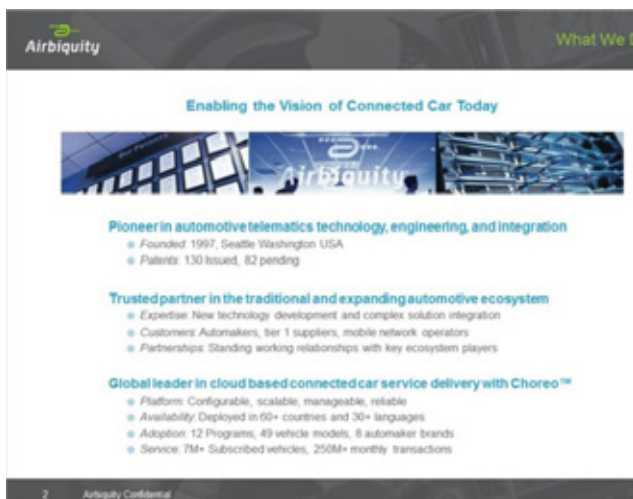 Airbiquity
What We D
Enabling the Vision of Connected Car Today
Our Patents
Airbiquity
Pioneer in automotive telematics technology, engineering, and integration
Founded: 1997, Seattle Washington USA
Patents: 130 Issued, 82 pending
Trusted partner in the traditional and expanding automotive ecosystem
Expertise: New technology development and complex solution integration
Customers: Automakers, tier 1 suppliers, mobile network operators
Partnerships: Standing working relationships with key ecosystem players
Global leader in cloud based connected car service delivery with Choreo™
Platform: Configurable, scalable, manageable, reliable
Availability: Deployed in 60+ countries and 30+ languages
Adoption: 12 Programs, 49 vehicle models, 8 automaker brands
Service: 7M+ Subscribed vehicles, 250M+ monthly transactions
2 Airbiquity Confidential